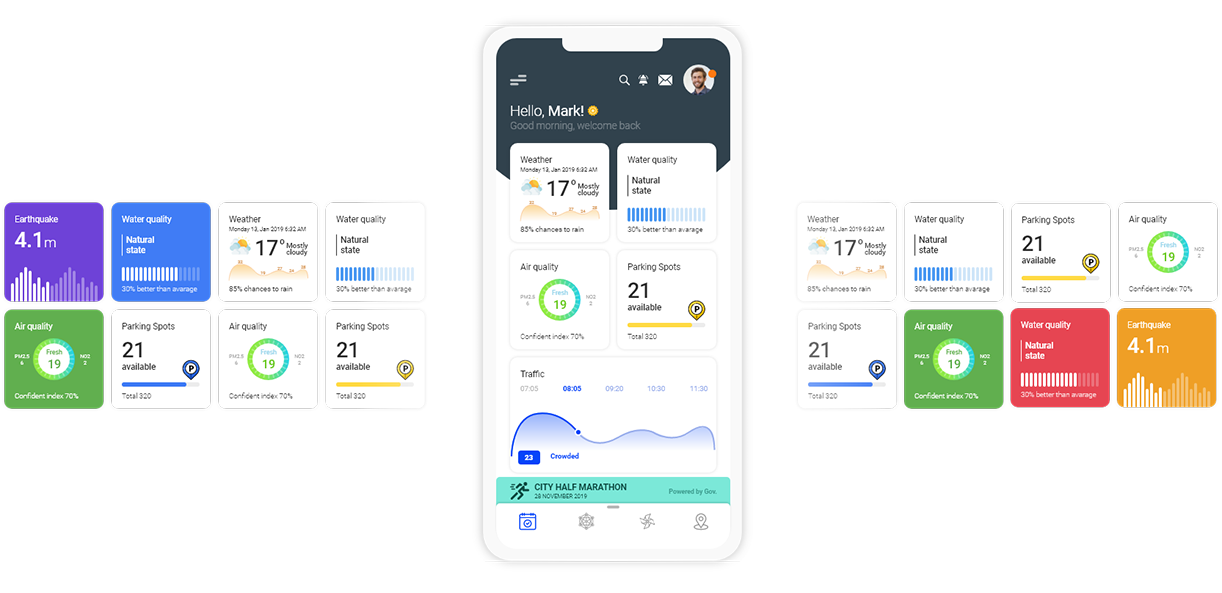 Earthquake
4.1m
Water quality
Natural
state
30% better than avarage
Weather
Monday 13, Jan 2019 6:32 AM
17° Mostly
cloudy
85% chances to rain
Water quality
Natural
state
30% better than avarage
Air quality
PM2.5
6
Fresh
19
NO2
2
Confident index 70%
Parking Spots
21
available
P
Total 320
Air quality
PM2.5
6
Fresh
19
NO2
2
Confident index 70%
Parking Spots
21
available
P
Total 320
Hello, Mark!
Good morning, welcome back
Weather
Monday 13, Jan 2019 6:32 AM
17° Mostly
cloudy
85% chances to rain
Water quality
Natural
state
30% better than avarage
Air quality
PM2.5
6
Fresh
19
NO2
2
Confident index 70%
Parking Spots
21
available
P
Total 320
Traffic
07:05 08:05 09:20 10:30 11:30
23 Crowded
CITY HALF MARATHON
28 NOVEMBER 2019
Powered by Gov.
Weather
Monday 13, Jan 2019 6:32 AM
17° Mostly
cloudy
85% chances to rain
Water quality
Natural
state
30% better than avarage
Parking Spots
21
available
P
Total 320
Air quality
PM2.5
6
Fresh
19
NO2
2
Confident index 70%
Parking Spots
21
available
P
Total 320
Air quality
PM2.5
6
Fresh
19
NO2
2
Confident index 70%
Water quality
Natural
state
30% better than avarage
Earthquake
4.1m